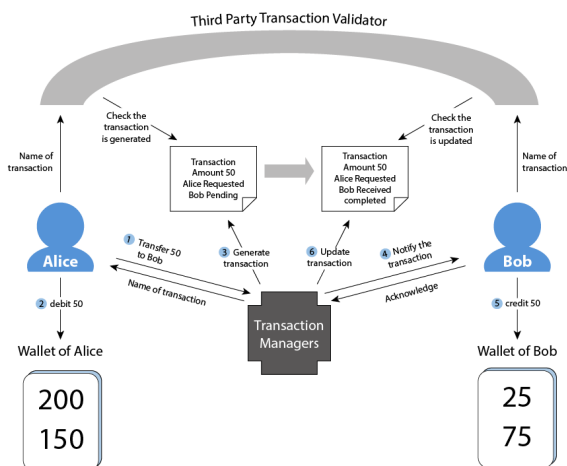 Third Party Transaction Validator
Check the
transaction
is generated
Check the
transaction
is updated
Name of
transaction
Transaction
Amount 50
Alice Requested
Bob Pending
Transaction
Amount 50
Alice Requested
Bob Received
completed
Name of
transaction
Alice
1 Transfer 50
to Bob
Name of transaction
3 Generate
transaction
6 Update
transaction
4 Notify the
transaction
Acknowledge
Bob
2 debit 50
5 credit 50
Transaction
Managers
Wallet of Alice
200
150
Wallet of Bob
25
75